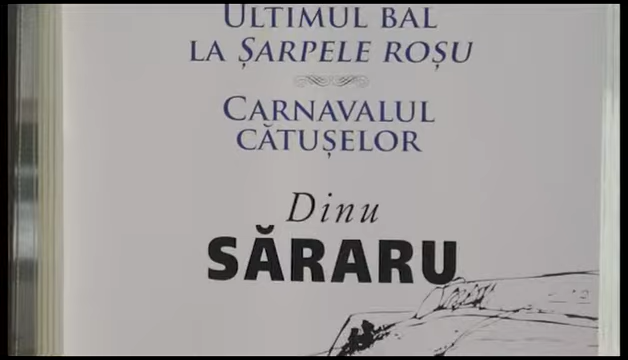 ULTIMUL BAL
LA ȘARPELE ROȘU
CARNAVALUL
CĂTUȘELOR
Dinu
SĂRARU